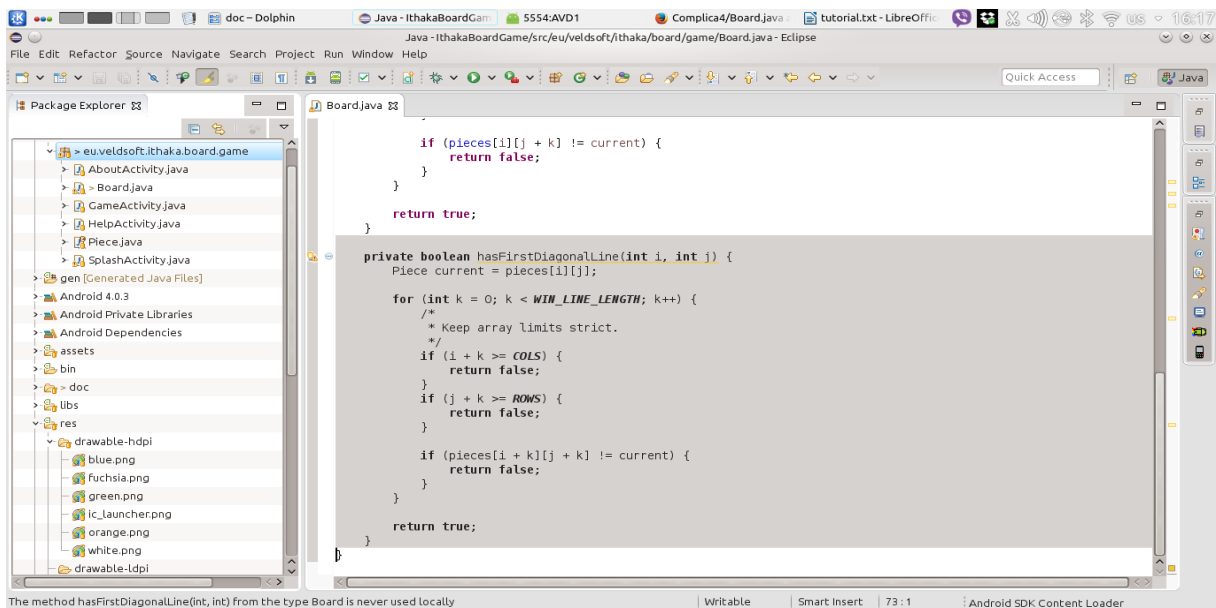 doc – Dolphin
Java - IthakaBoardGam
5554:AVD1
Complica4/Board.java
tutorial.txt - LibreOffic
us
16:17
Java - IthakaBoardGame/src/eu/veldsoft/ithaka/board/game/Board.java - Eclipse
File Edit Refactor Source Navigate Search Project Run Window Help
Quick Access
Java
Package Explorer
> eu.veldsoft.ithaka.board.game
AboutActivity.java
> Board.java
GameActivity.java
HelpActivity.java
Piece.java
SplashActivity.java
gen [Generated Java Files]
Android 4.0.3
Android Private Libraries
Android Dependencies
assets
bin
> doc
libs
res
drawable-hdpi
blue.png
fuchsia.png
green.png
ic_launcher.png
orange.png
white.png
drawable-ldpi
Board.java
}
if (pieces[i][j + k] != current) {
return false;
}
}
return true;
}
private boolean hasFirstDiagonalLine(int i, int j) {
Piece current = pieces[i][j];
for (int k = 0; k < WIN_LINE_LENGTH; k++) {
/*
* Keep array limits strict.
*/
if (i + k >= COLS) {
return false;
}
if (j + k >= ROWS) {
return false;
}
if (pieces[i + k][j + k] != current) {
return false;
}
}
return true;
}
}
The method hasFirstDiagonalLine(int, int) from the type Board is never used locally
Writable
Smart Insert
73 : 1
Android SDK Content Loader